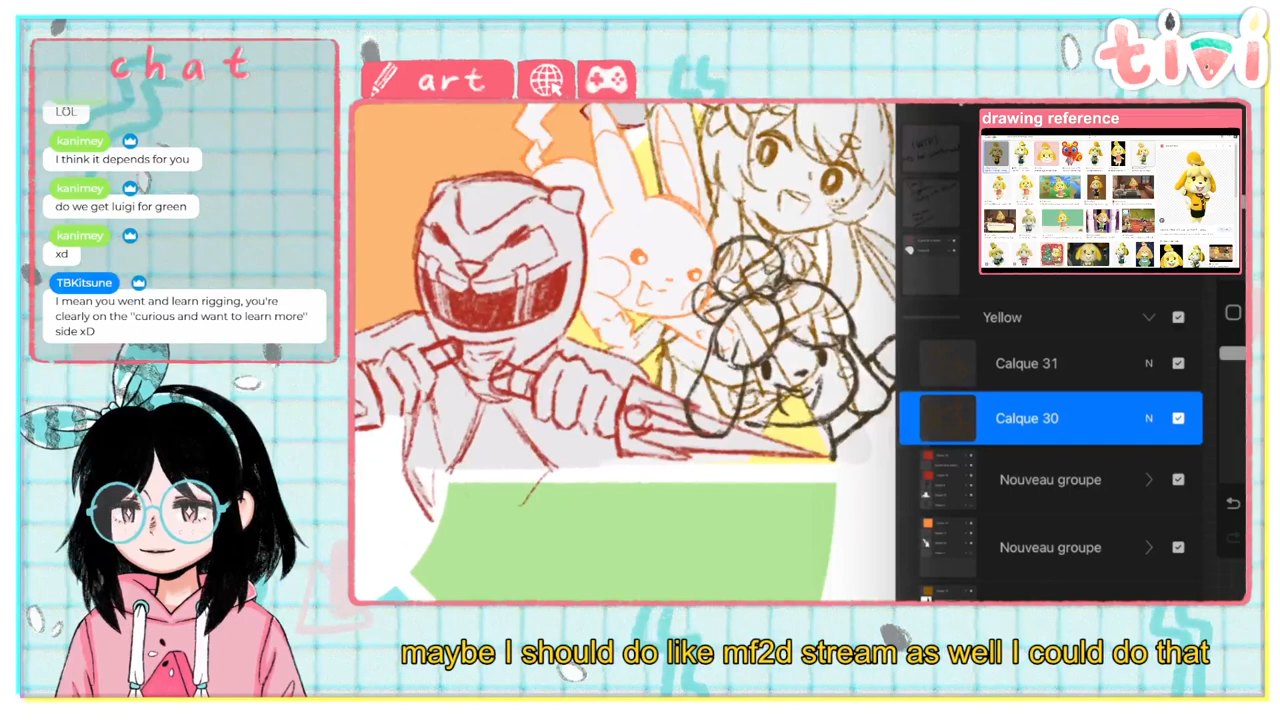 tivi
chat
LOL
kanimey
I think it depends for you
kanimey
do we get luigi for green
kanimey
xd
TBKitsune
I mean you went and learn rigging, you're
clearly on the "curious and want to learn more"
side xD
art
drawing reference
Yellow
Calque 31
N
Calque 30
N
Nouveau groupe
Nouveau groupe
maybe I should do like mf2d stream as well I could do that